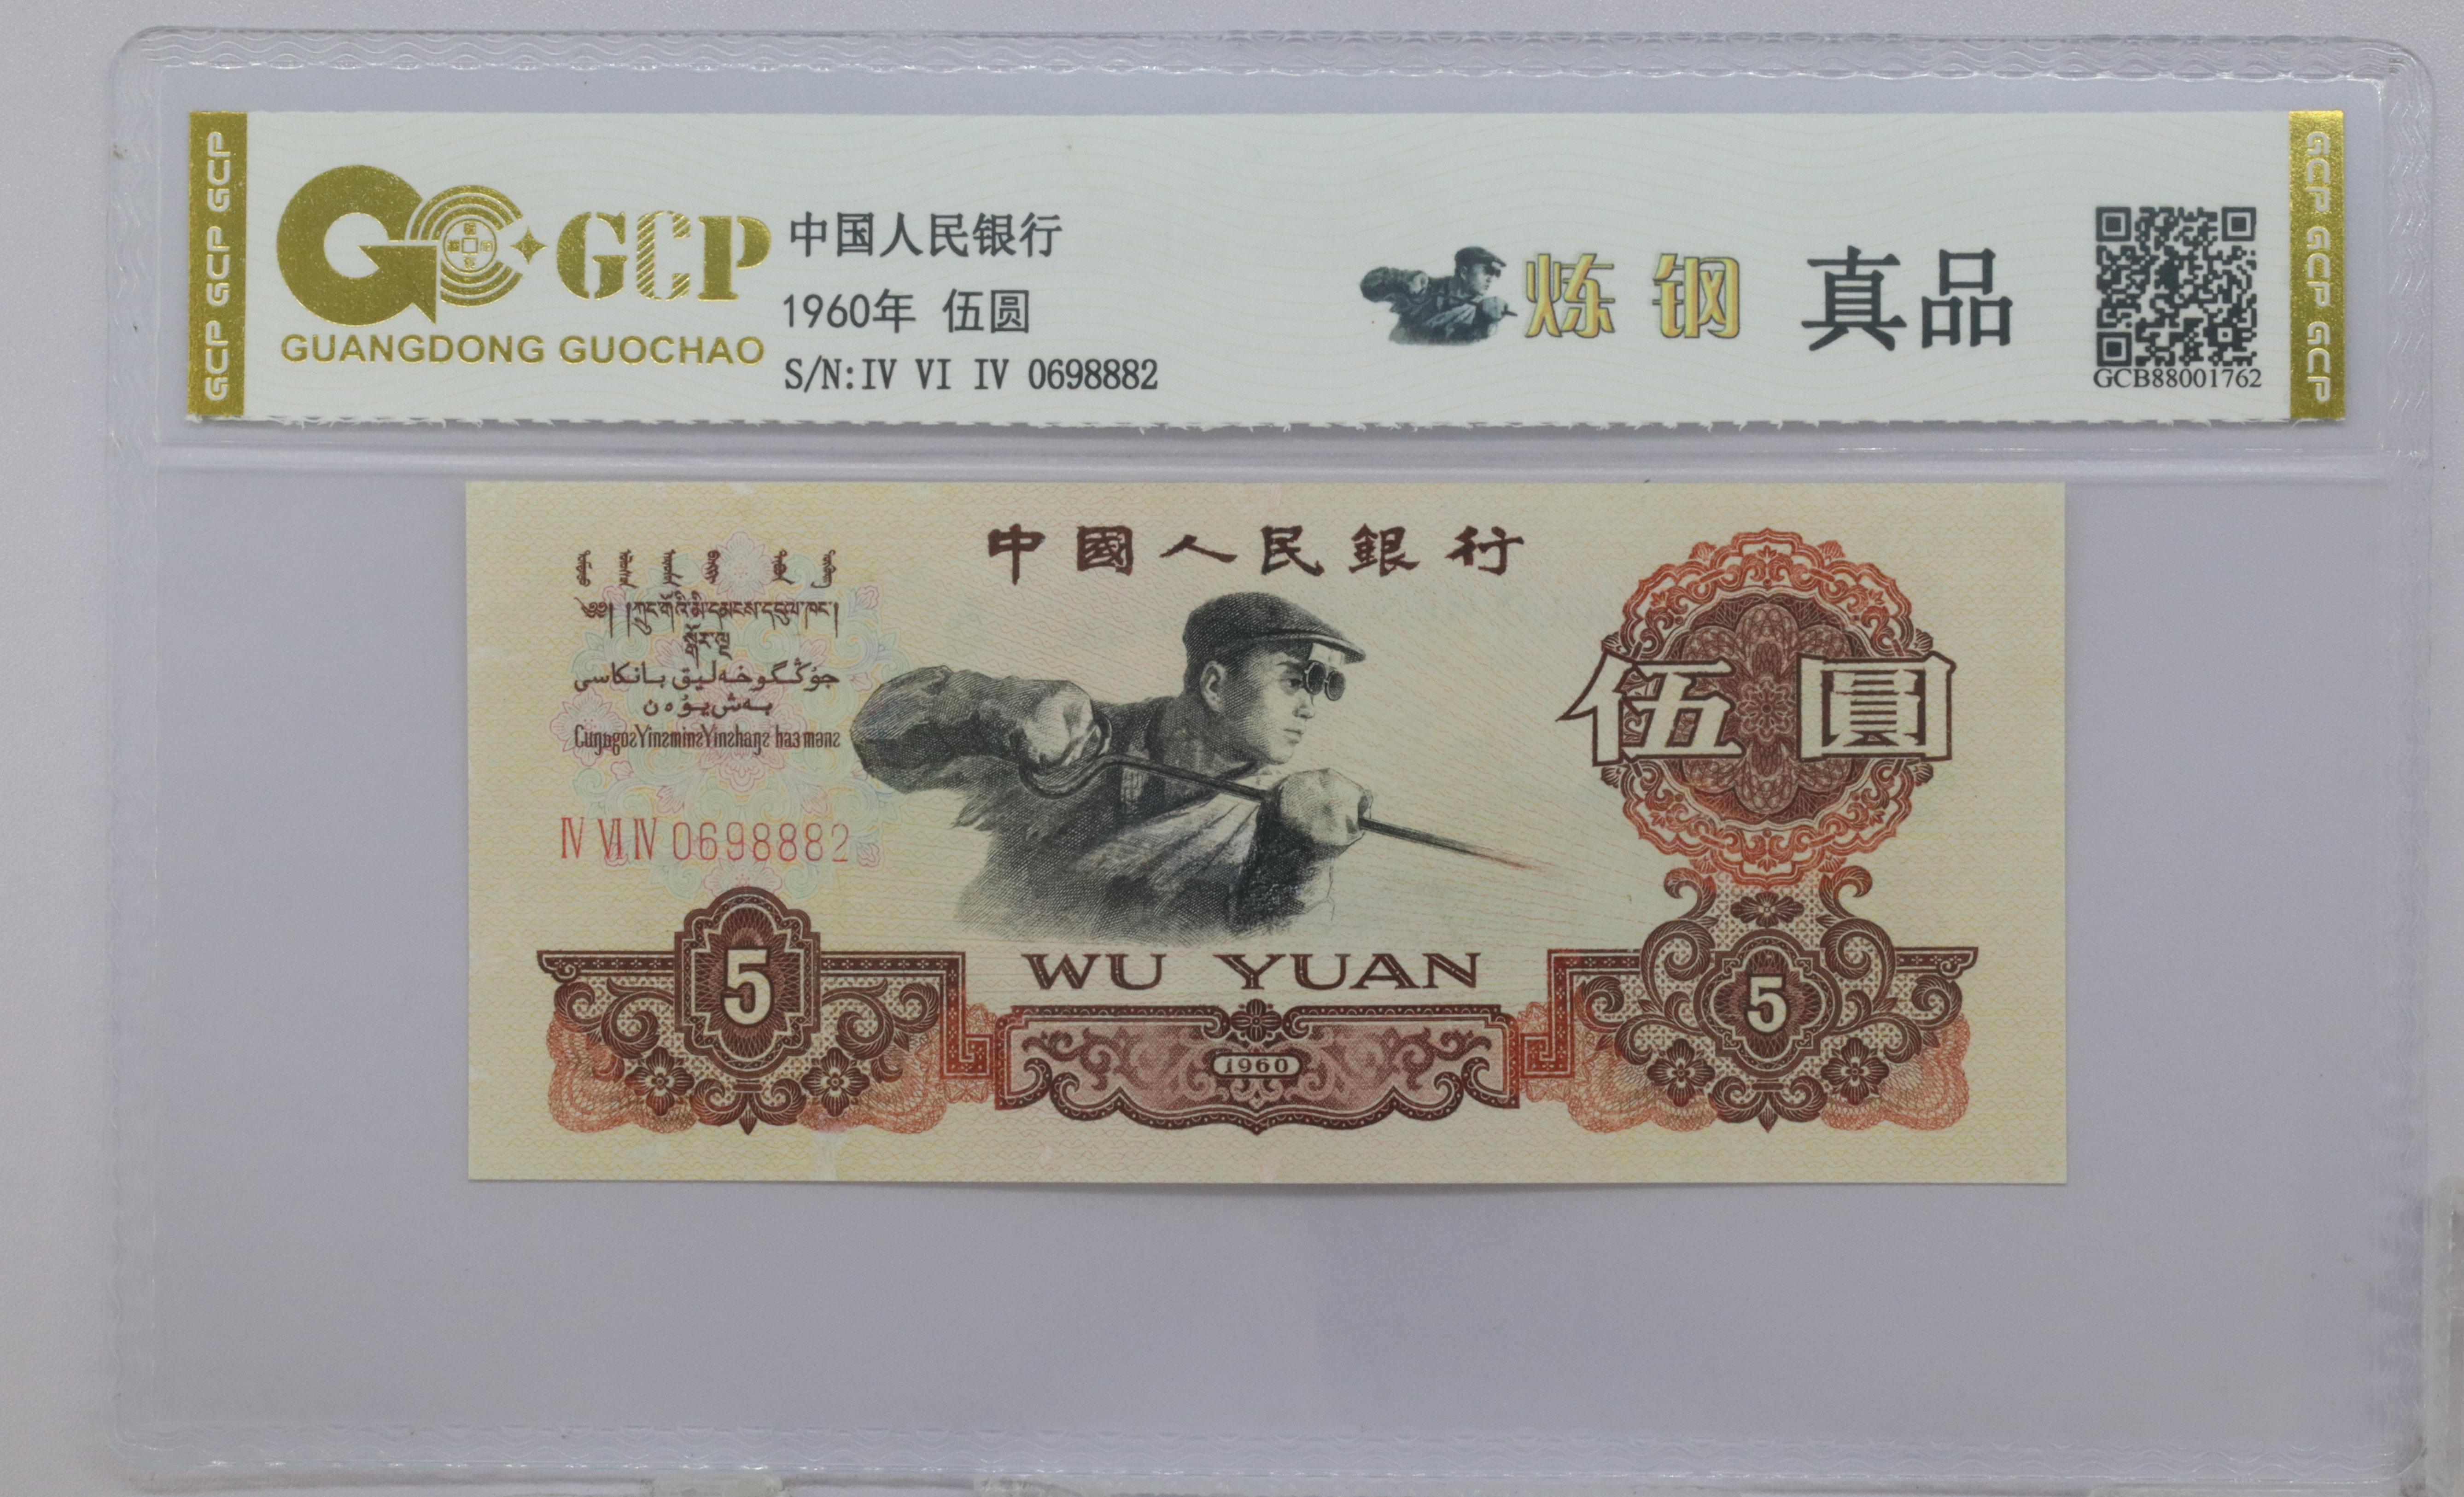 GCP GCP GCP
GCP
GUANGDONG GUOCHAO
中国人民银行
1960年 伍圆
S/N:IV VI IV 0698882
炼钢 真品
GCB88001762
GCP GCP GCP
中國人民銀行
جۇڭگو خەلىق بانكاسى
بەش يۈەن
IV VI IV 0698882
伍圓
5
WU YUAN
5
1960